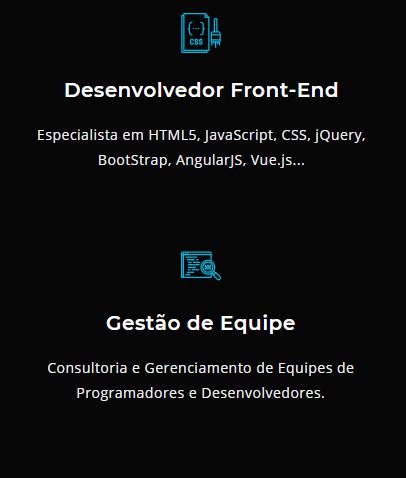 CSS
Desenvolvedor Front-End
Especialista em HTML5, JavaScript, CSS, jQuery,
BootStrap, AngularJS, Vue.js...
Gestão de Equipe
Consultoria e Gerenciamento de Equipes de
Programadores e Desenvolvedores.